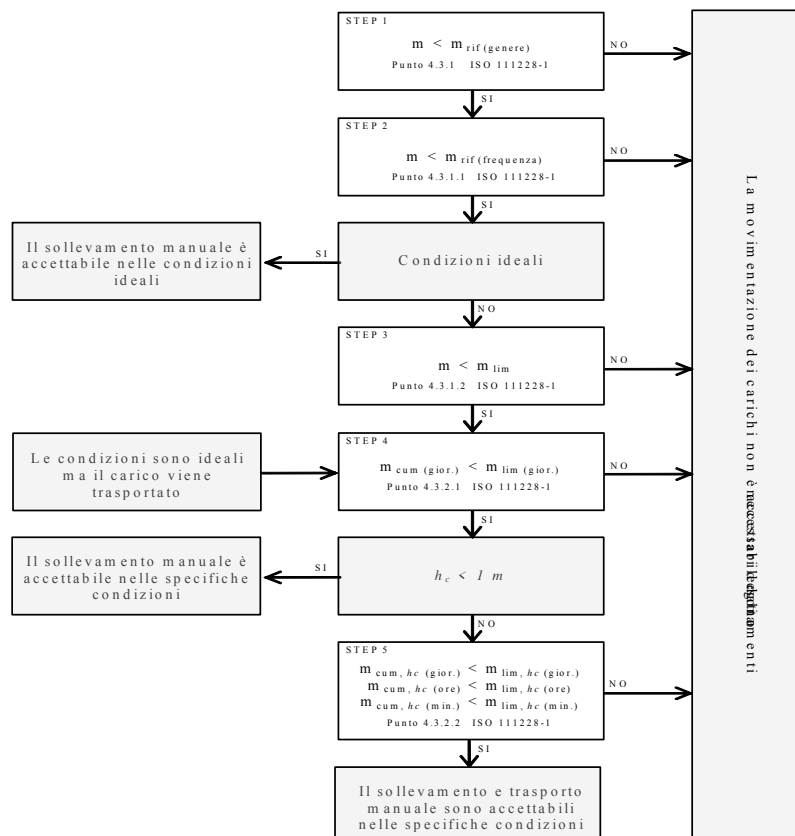 STEP 1
m < m rif (genere)
Punto 4.3.1 ISO 111228-1
NO
SI
STEP 2
m < m rif (frequenza)
Punto 4.3.1.1 ISO 111228-1
NO
SI
Il sollevamento manuale è
accettabile nelle condizioni
ideali
SI
Condizioni ideali
NO
STEP 3
m < m lim
Punto 4.3.1.2 ISO 111228-1
NO
SI
Le condizioni sono ideali
ma il carico viene
trasportato
STEP 4
m cum (gior.) < m lim (gior.)
Punto 4.3.2.1 ISO 111228-1
NO
SI
Il sollevamento manuale è
accettabile nelle specifiche
condizioni
SI
hc < 1 m
NO
STEP 5
m cum, hc (gior.) < m lim, hc (gior.)
m cum, hc (ore) < m lim, hc (ore)
m cum, hc (min.) < m lim, hc (min.)
Punto 4.3.2.2 ISO 111228-1
NO
SI
Il sollevamento e trasporto
manuale sono accettabili
nelle specifiche condizioni
La movimentazione dei carichi non è